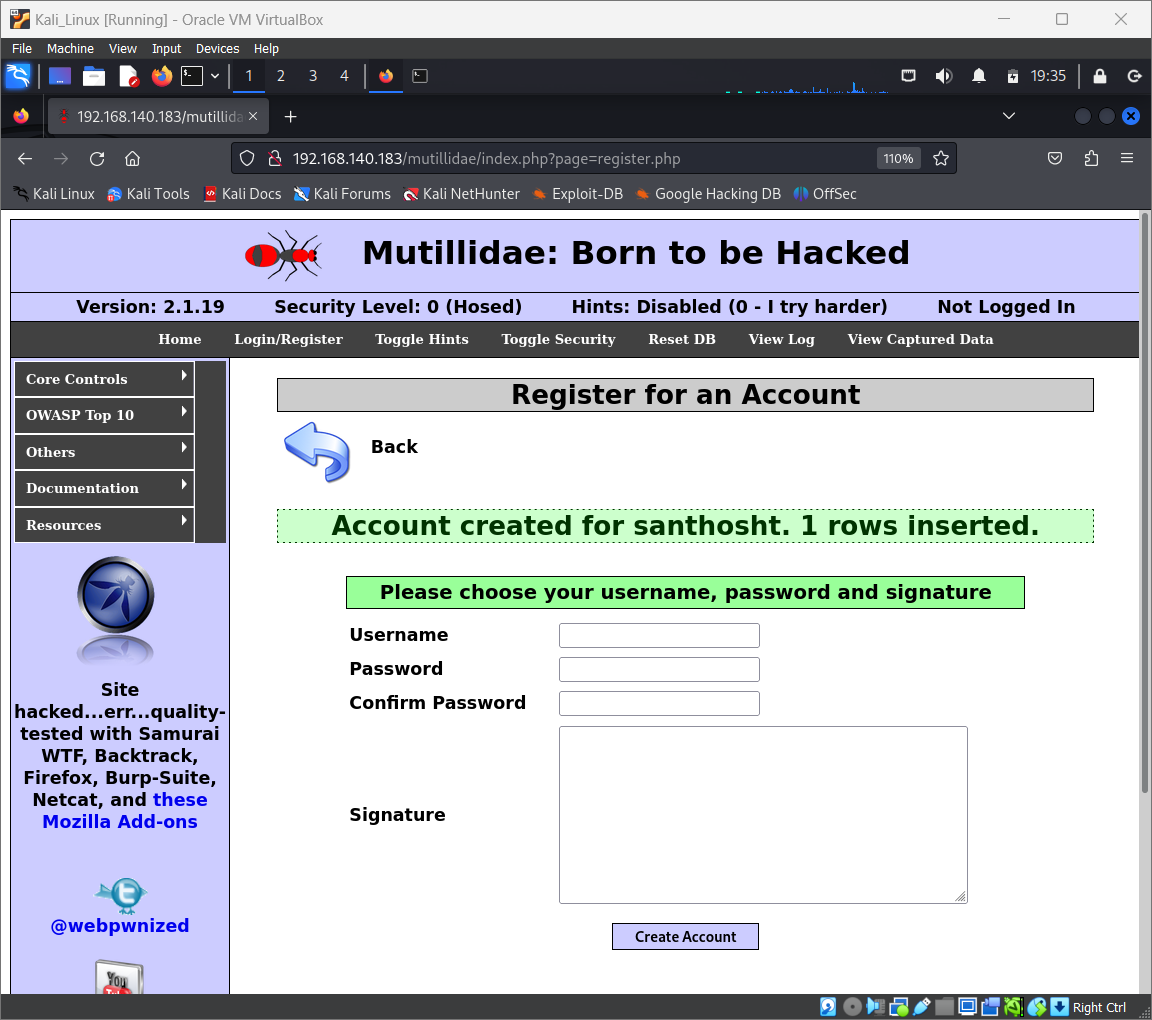 Kali_Linux [Running] - Oracle VM VirtualBox
File Machine View Input Devices Help
1 2 3 4 19:35
192.168.140.183/mutillida
192.168.140.183/mutillidae/index.php?page=register.php 110%
Kali Linux Kali Tools Kali Docs Kali Forums Kali NetHunter Exploit-DB Google Hacking DB OffSec
Mutillidae: Born to be Hacked
Version: 2.1.19 Security Level: 0 (Hosed) Hints: Disabled (0 - I try harder) Not Logged In
Home Login/Register Toggle Hints Toggle Security Reset DB View Log View Captured Data
Core Controls
OWASP Top 10
Others
Documentation
Resources
Site
hacked...err...quality-
tested with Samurai
WTF, Backtrack,
Firefox, Burp-Suite,
Netcat, and these
Mozilla Add-ons
@webpwnized
You
Register for an Account
Back
Account created for santhosht. 1 rows inserted.
Please choose your username, password and signature
Username
Password
Confirm Password
Signature
Create Account
Right Ctrl